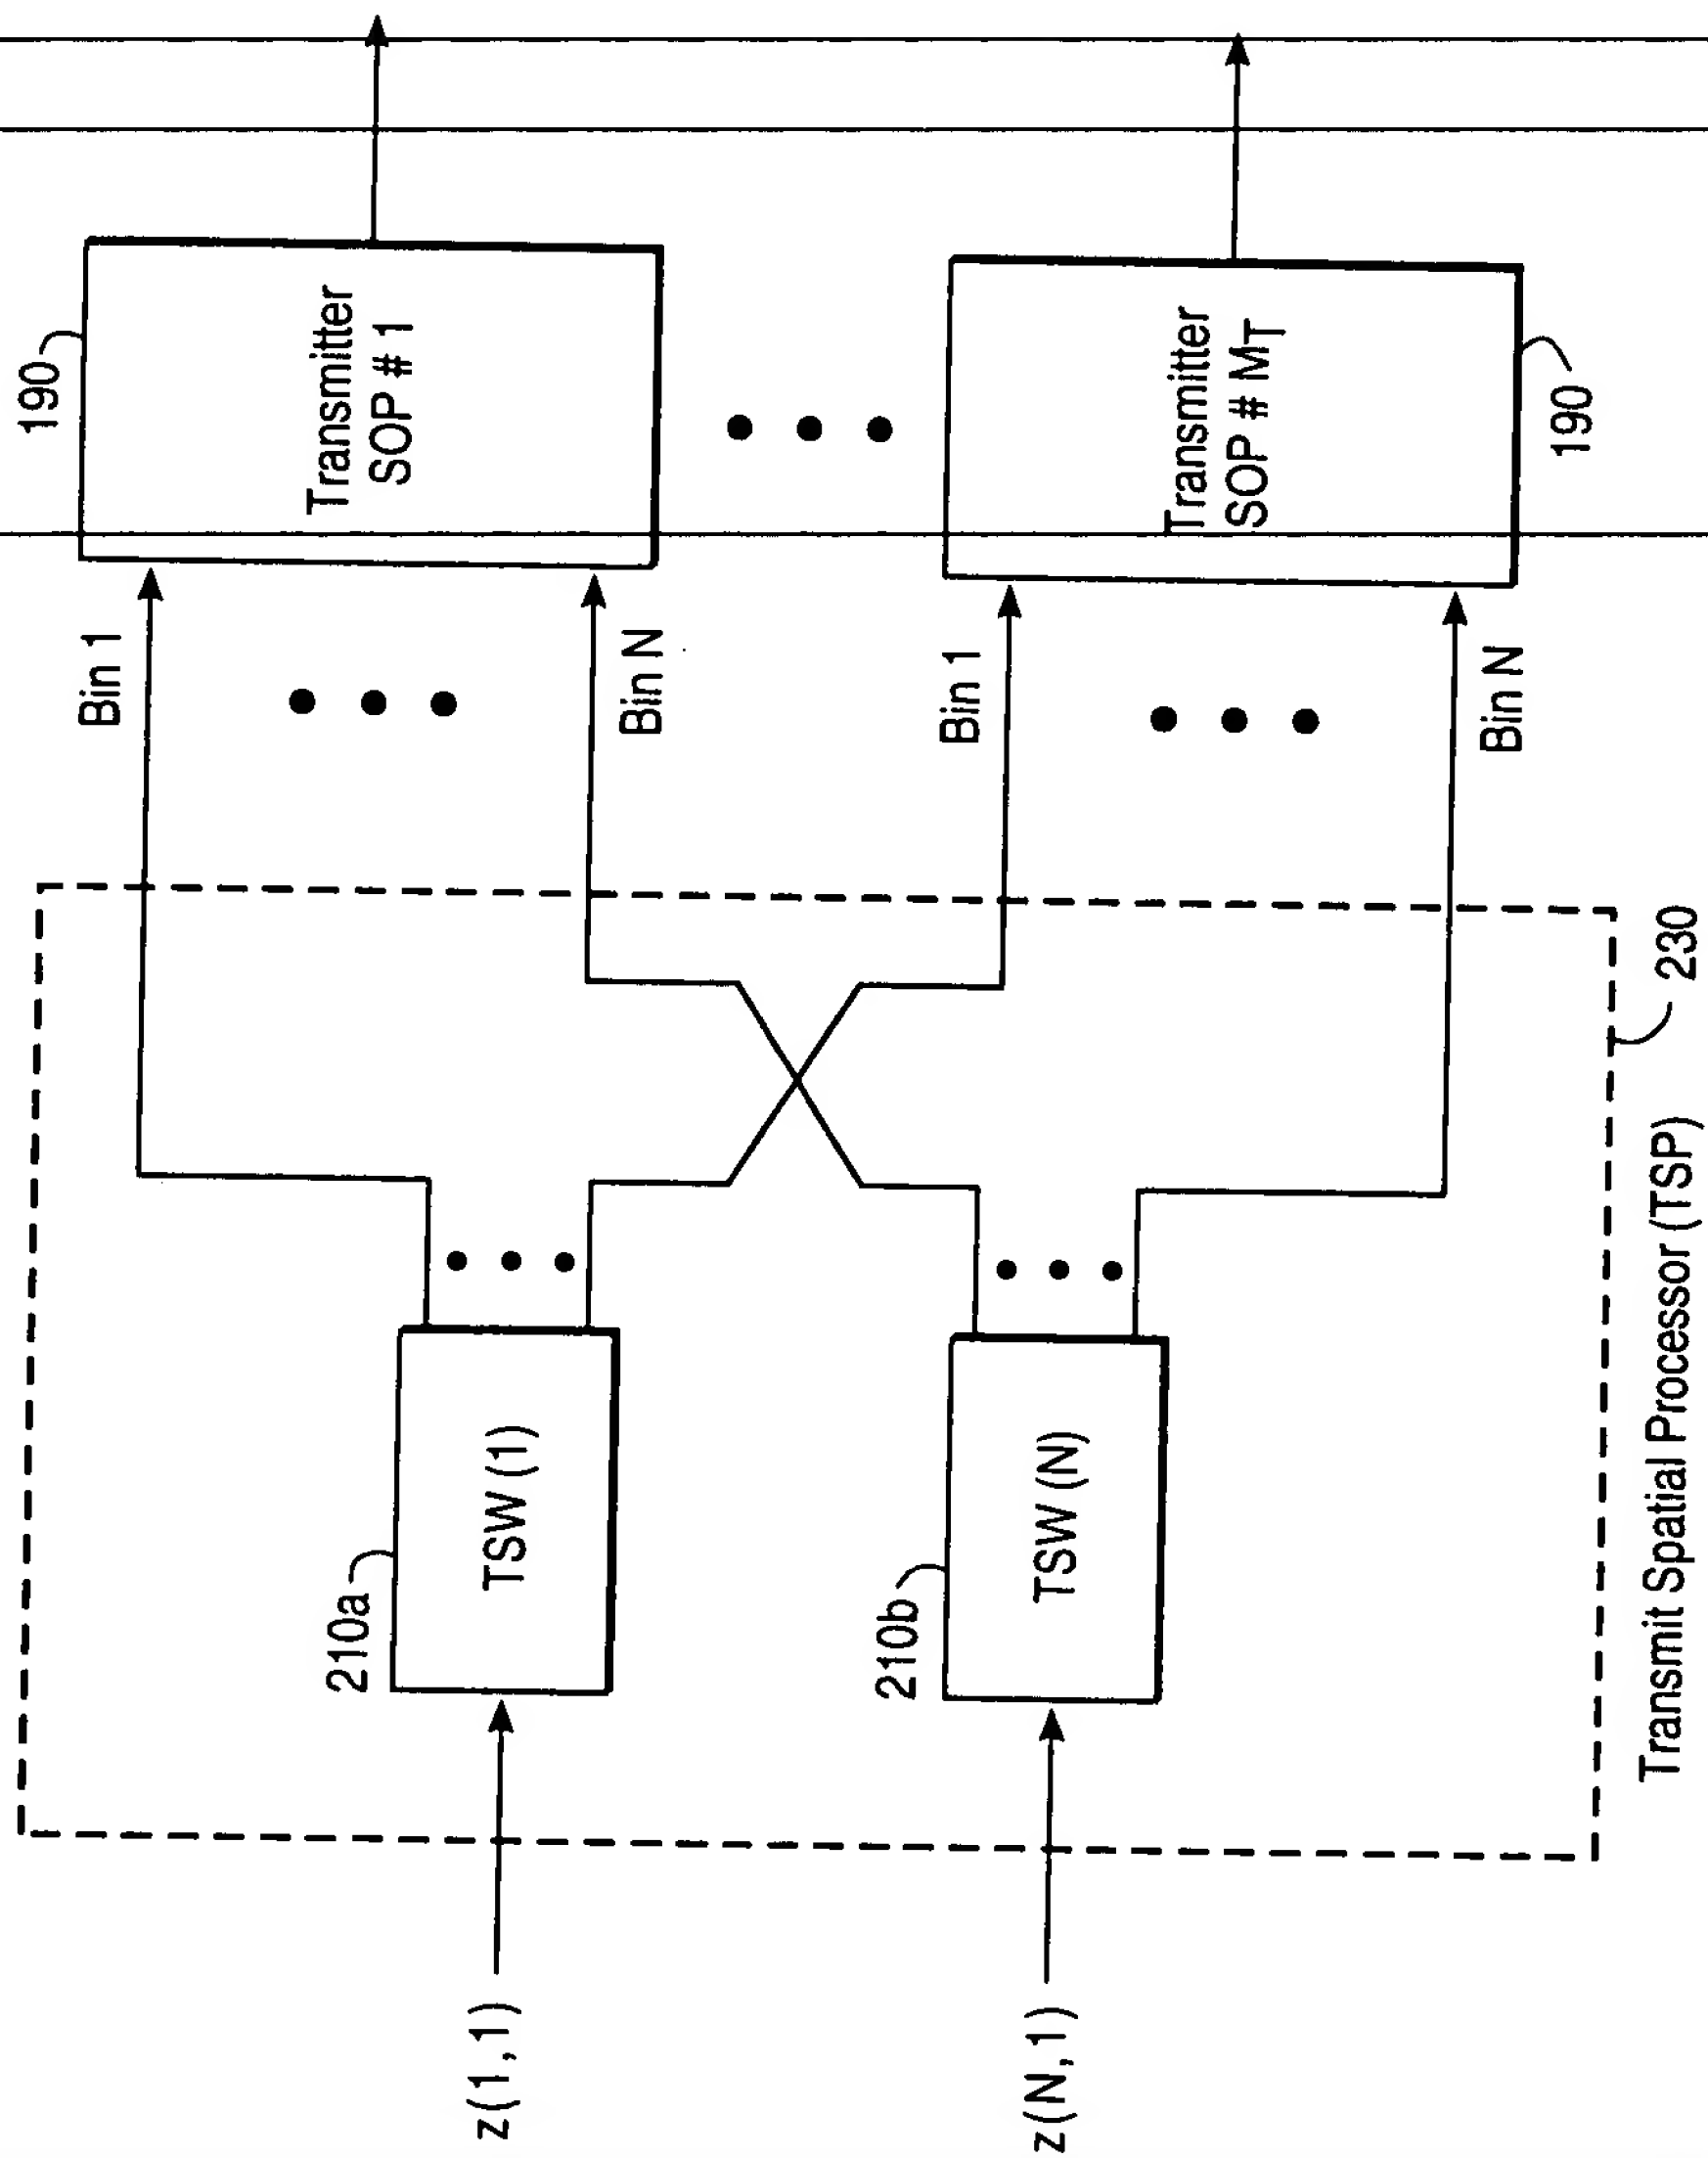 z(1,1)
210a
TSW (1)
Bin 1
Bin N
190
Transmitter
SOP # 1
z(N,1)
210b
TSW (N)
Bin 1
Bin N
Transmitter
SOP # MT
190
230
Transmit Spatial Processor (TSP)